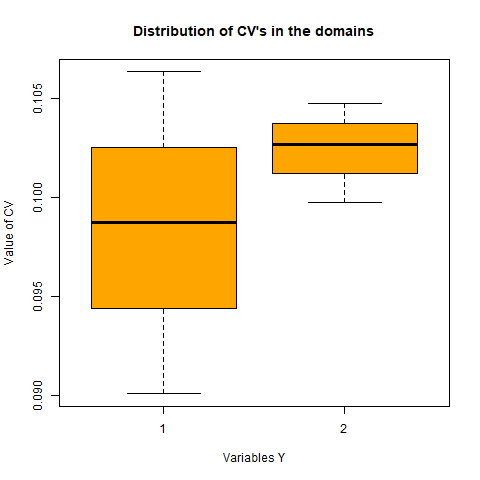 Distribution of CV's in the domains
0.105
0.100
0.095
0.090
Value of CV
1 2
Variables Y